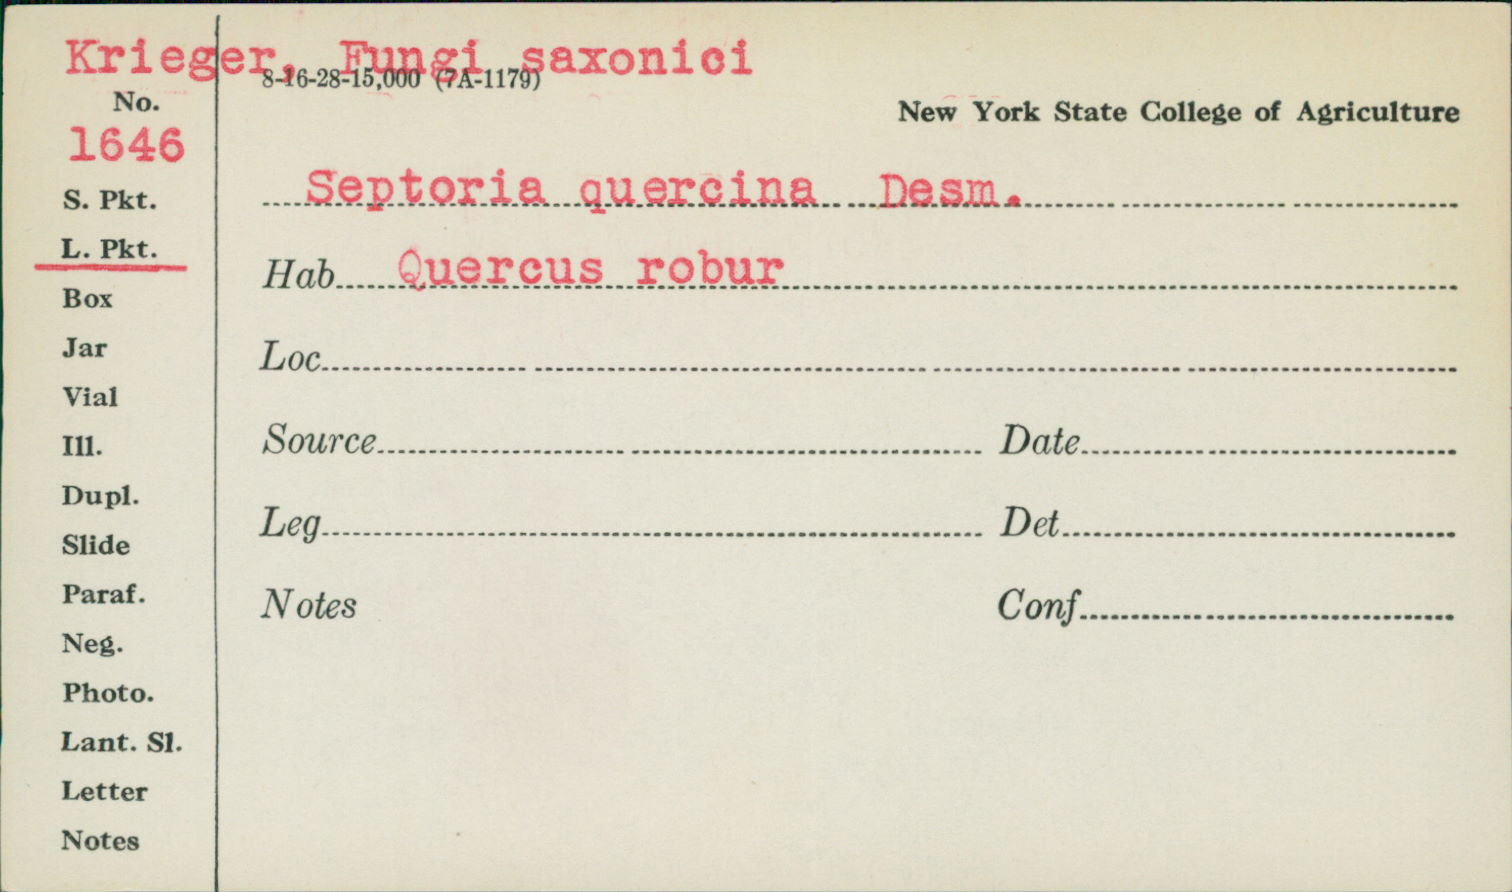 Krieger, Fungi saxonici
8-16-28-15,000 (7A-1179)
No.
New York State College of Agriculture
1646
Septoria quercina Desm.
S. Pkt.
L. Pkt.
Hab Quercus robur
Box
Jar
Loc
Vial
Ill.
Source Date
Dupl.
Slide
Leg Det
Paraf.
Notes Conf
Neg.
Photo.
Lant. Sl.
Letter
Notes